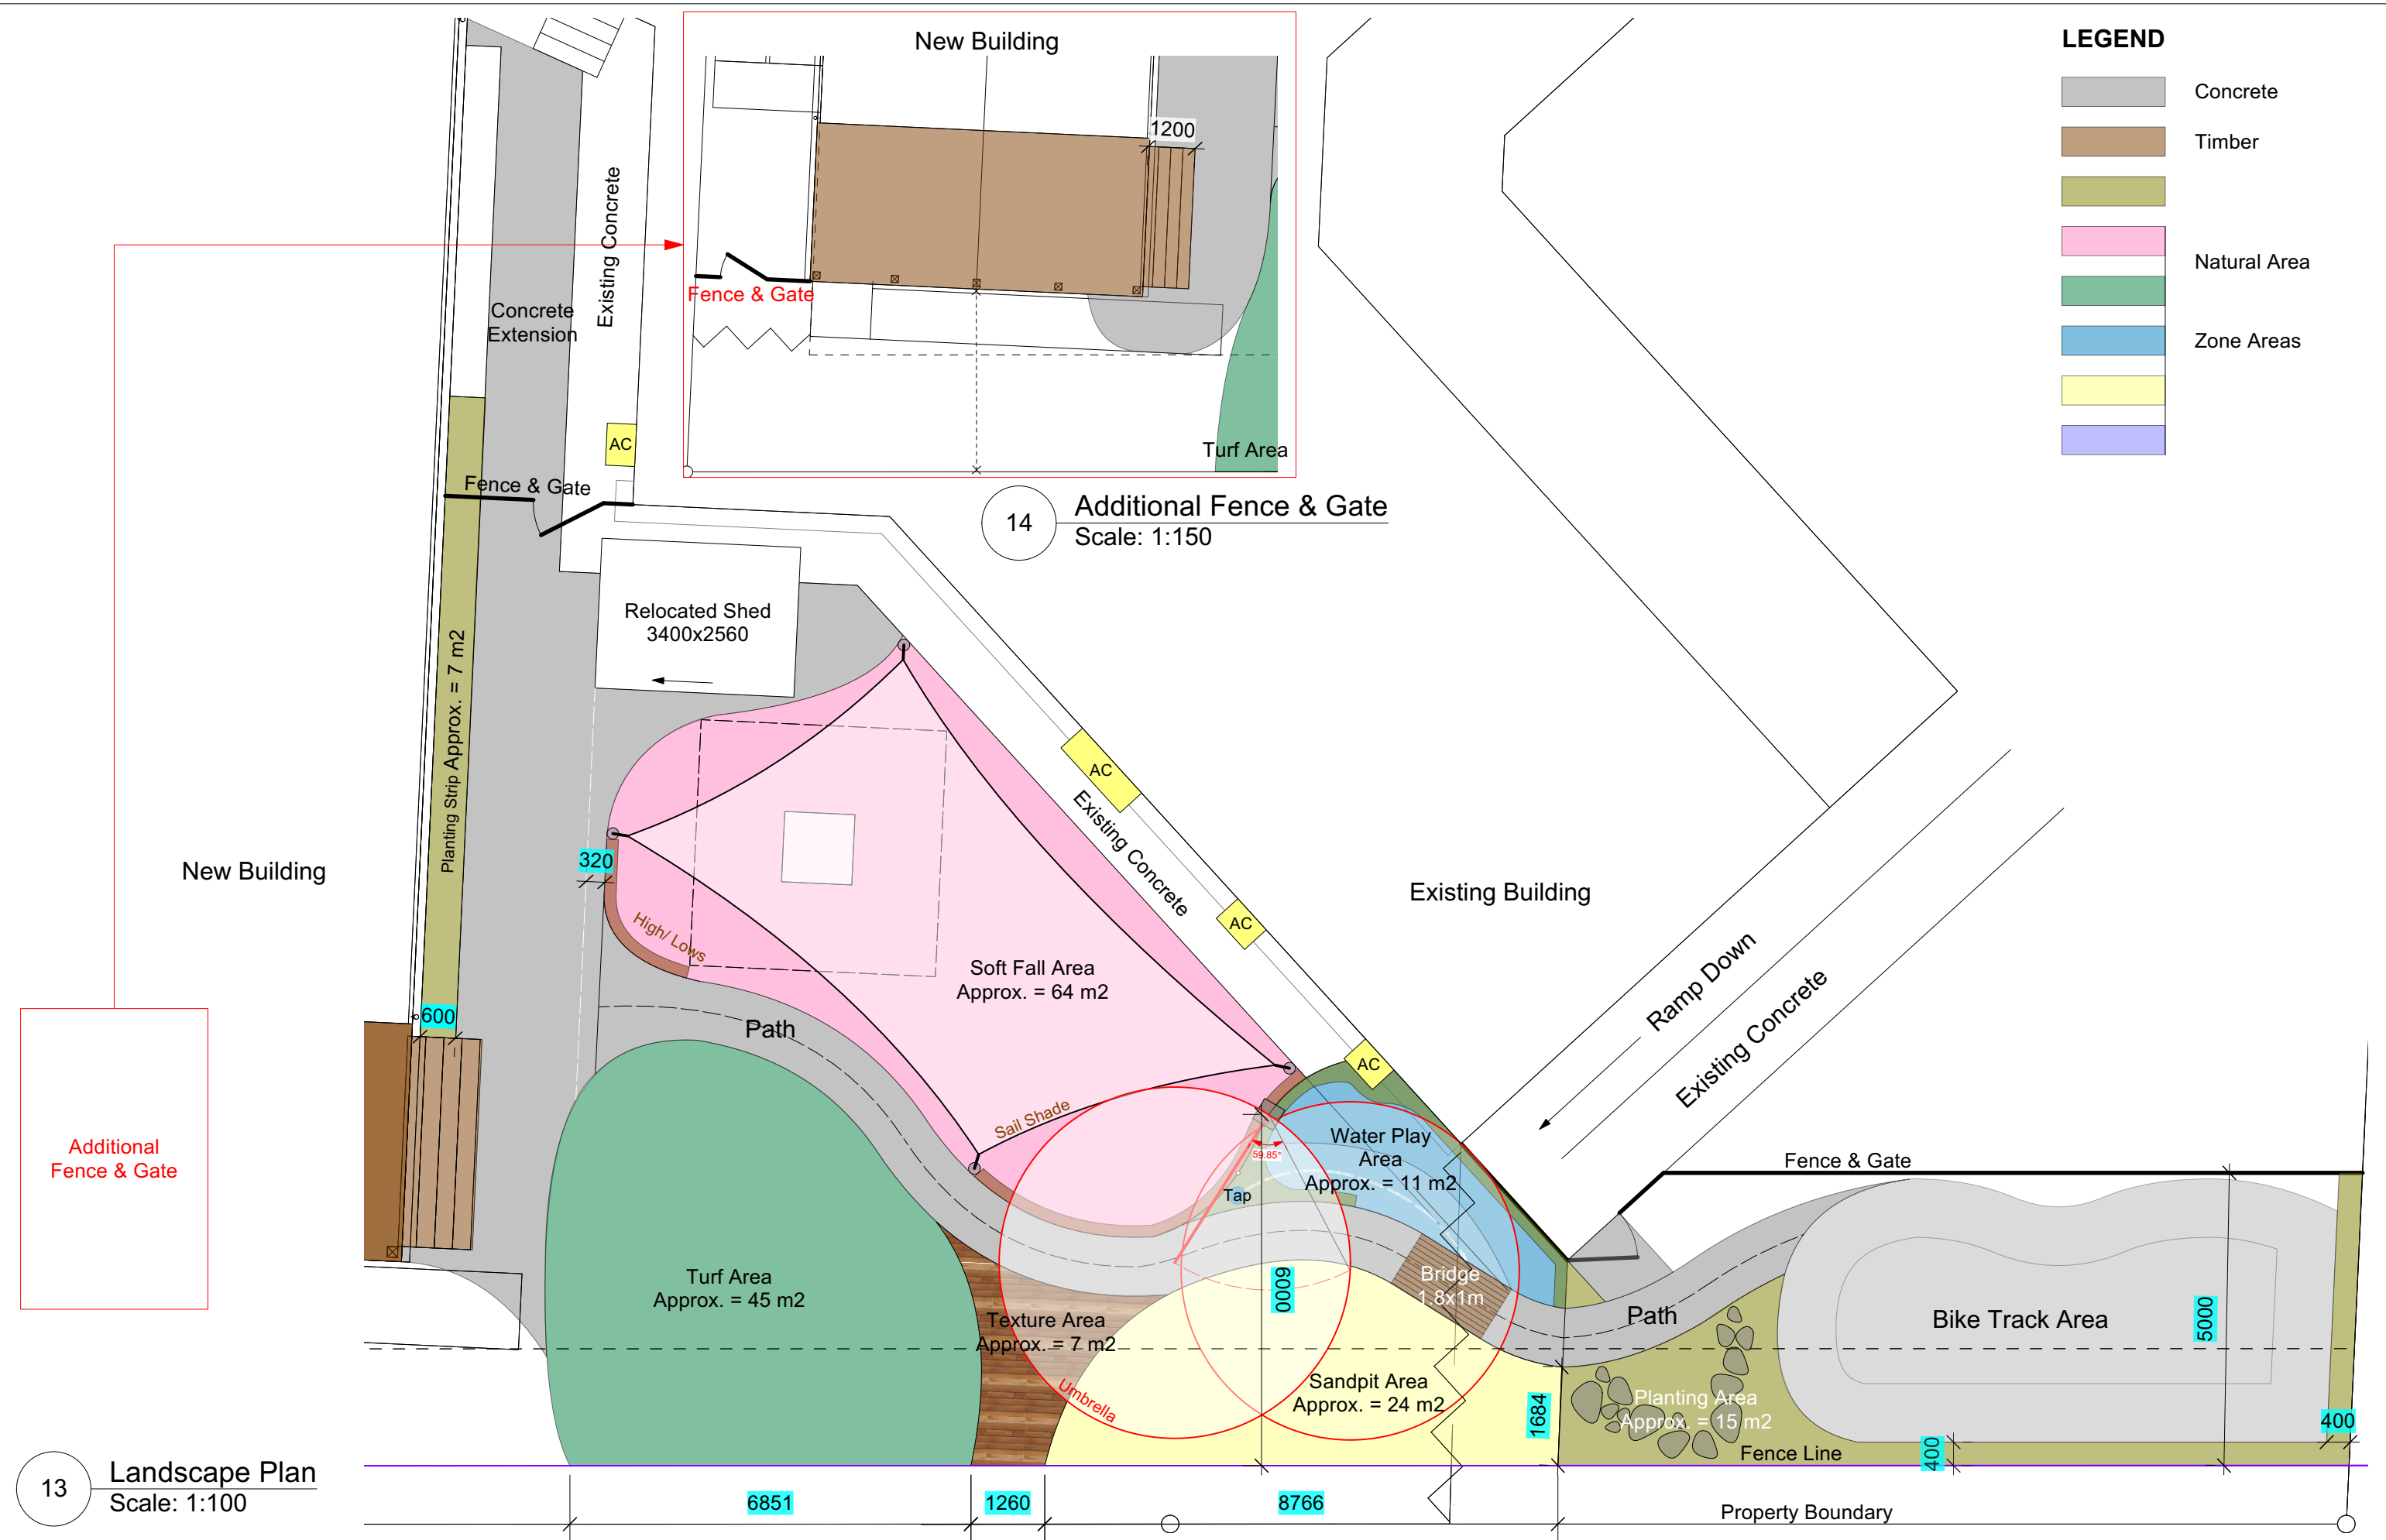 New Building
1200
Fence & Gate
Turf Area
14
Additional Fence & Gate
Scale: 1:150
LEGEND
Concrete
Timber
Natural Area
Zone Areas
Existing Concrete
Concrete
Extension
AC
Fence & Gate
Relocated Shed
3400x2560
Planting Strip Approx. = 7 m2
New Building
320
High/ Lows
AC
Existing Concrete
AC
Existing Building
Soft Fall Area
Approx. = 64 m2
600
Path
AC
Ramp Down
Existing Concrete
Sail Shade
Water Play
Area
Approx. = 11 m2
59.85°
Tap
Fence & Gate
Additional
Fence & Gate
Turf Area
Approx. = 45 m2
Texture Area
Approx. = 7 m2
Umbrella
6000
Bridge
1.8x1m
Path
Bike Track Area
5000
Sandpit Area
Approx. = 24 m2
1684
Planting Area
Approx. = 15 m2
Fence Line
400
400
13
Landscape Plan
Scale: 1:100
6851
1260
8766
Property Boundary